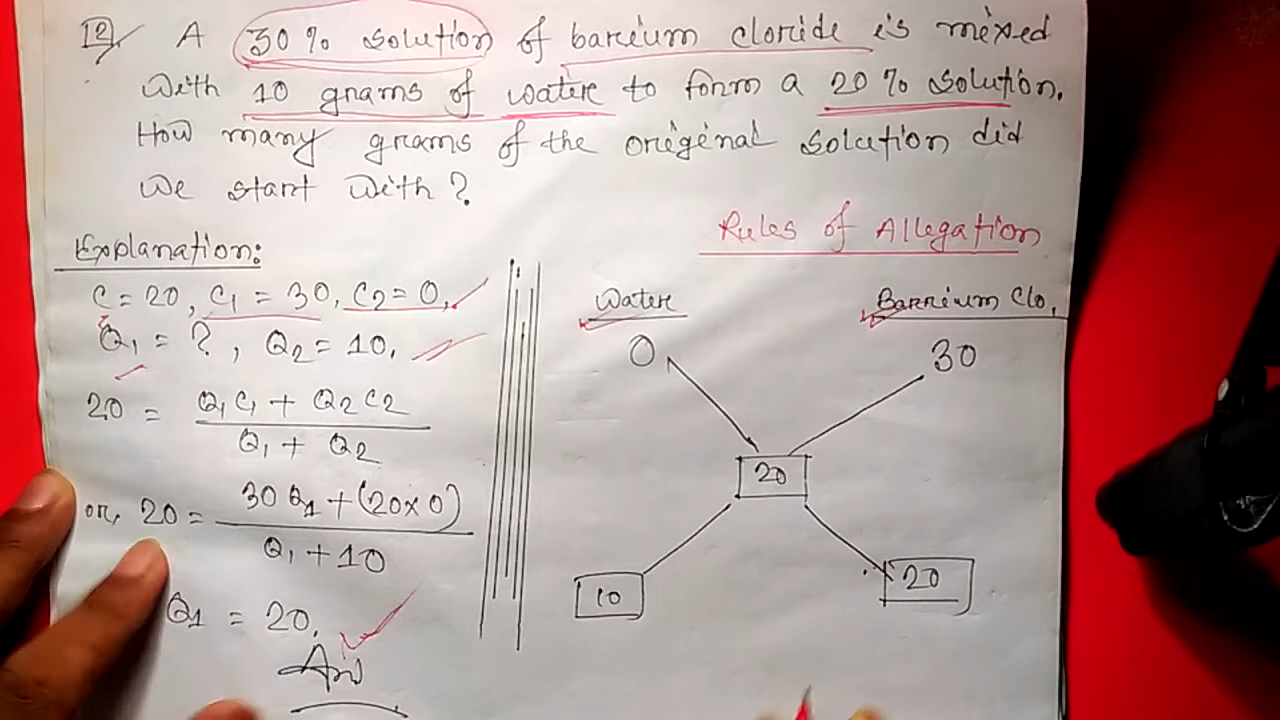 12 A 30% solution of barium cloride is mixed
With 10 grams of water to form a 20% solution.
How many grams of the original solution did
We start with?
Explanation:
C = 20, C1 = 30, C2 = 0,
Q1 = ?, Q2 = 10,
20 = Q1C1 + Q2C2
Q1 + Q2
or, 20 = 30Q1 + (20×0)
Q1 + 10
Q1 = 20,
Ans
Rules of Allegation
Water Barrium Clo.
0 30
20
10 20